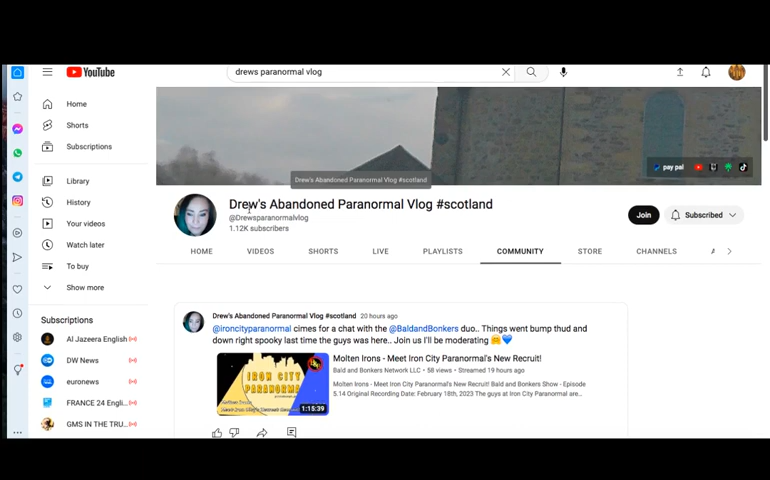 YouTube
drews paranormal vlog
Home
Shorts
Subscriptions
Library
History
Your videos
Watch later
To buy
Show more
Subscriptions
Al Jazeera English
DW News
euronews
FRANCE 24 Engli...
GMS IN THE TRU...
pay pal
Drew's Abandoned Paranormal Vlog #scotland
Drew's Abandoned Paranormal Vlog #scotland
@Drewsparanormalvlog
1.12K subscribers
Join
Subscribed
HOME
VIDEOS
SHORTS
LIVE
PLAYLISTS
COMMUNITY
STORE
CHANNELS
Drew's Abandoned Paranormal Vlog #scotland 20 hours ago
@ironcityparanormal cimes for a chat with the @BaldandBonkers duo.. Things went bump thud and
down right spooky last time the guys was here.. Join us I'll be moderating 🤗💙
IRON CITY
PARANORMAL
1:15:39
Molten Irons - Meet Iron City Paranormal's New Recruit!
Bald and Bonkers Network LLC • 58 views • Streamed 19 hours ago
Molten Irons - Meet Iron City Paranormal's New Recruit! Bald and Bonkers Show - Episode
5.14 Original Recording Date: February 18th, 2023 The guys at Iron City Paranormal are...